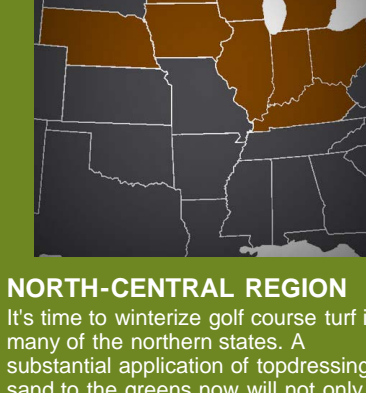 NORTH-CENTRAL REGION
It's time to winterize golf course turf
many of the northern states. A
substantial application of topdressing
sand to the greens now will not only